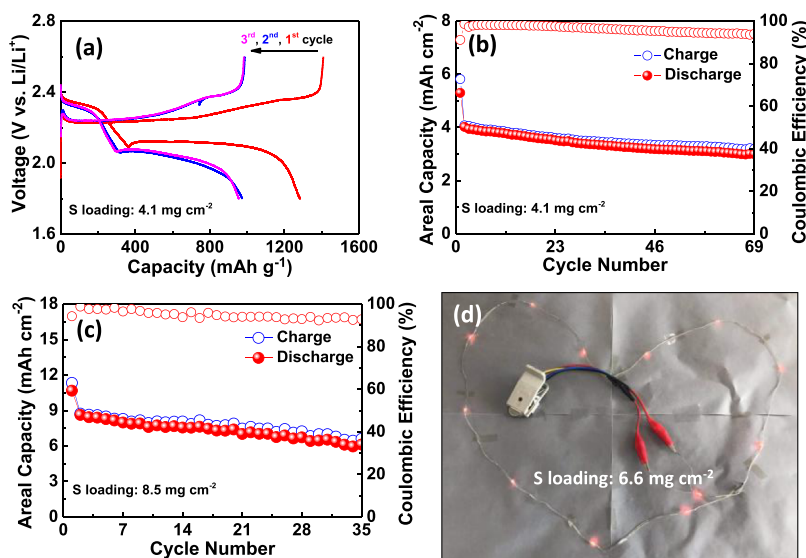 (a)
3rd, 2nd, 1st cycle
Voltage (V vs. Li/Li+)
3.2
2.8
2.4
2.0
1.6
S loading: 4.1 mg cm-2
0 400 800 1200 1600
Capacity (mAh g-1)
(b)
Charge
Discharge
Areal Capacity (mAh cm-2)
8
6
4
2
0
Coulombic Efficiency (%)
100
80
60
40
20
0
S loading: 4.1 mg cm-2
0 23 46 69
Cycle Number
(c)
Charge
Discharge
Areal Capacity (mAh cm-2)
18
15
12
9
6
3
0
Coulombic Efficiency (%)
100
80
60
40
20
0
S loading: 8.5 mg cm-2
0 7 14 21 28 35
Cycle Number
(d)
S loading: 6.6 mg cm-2